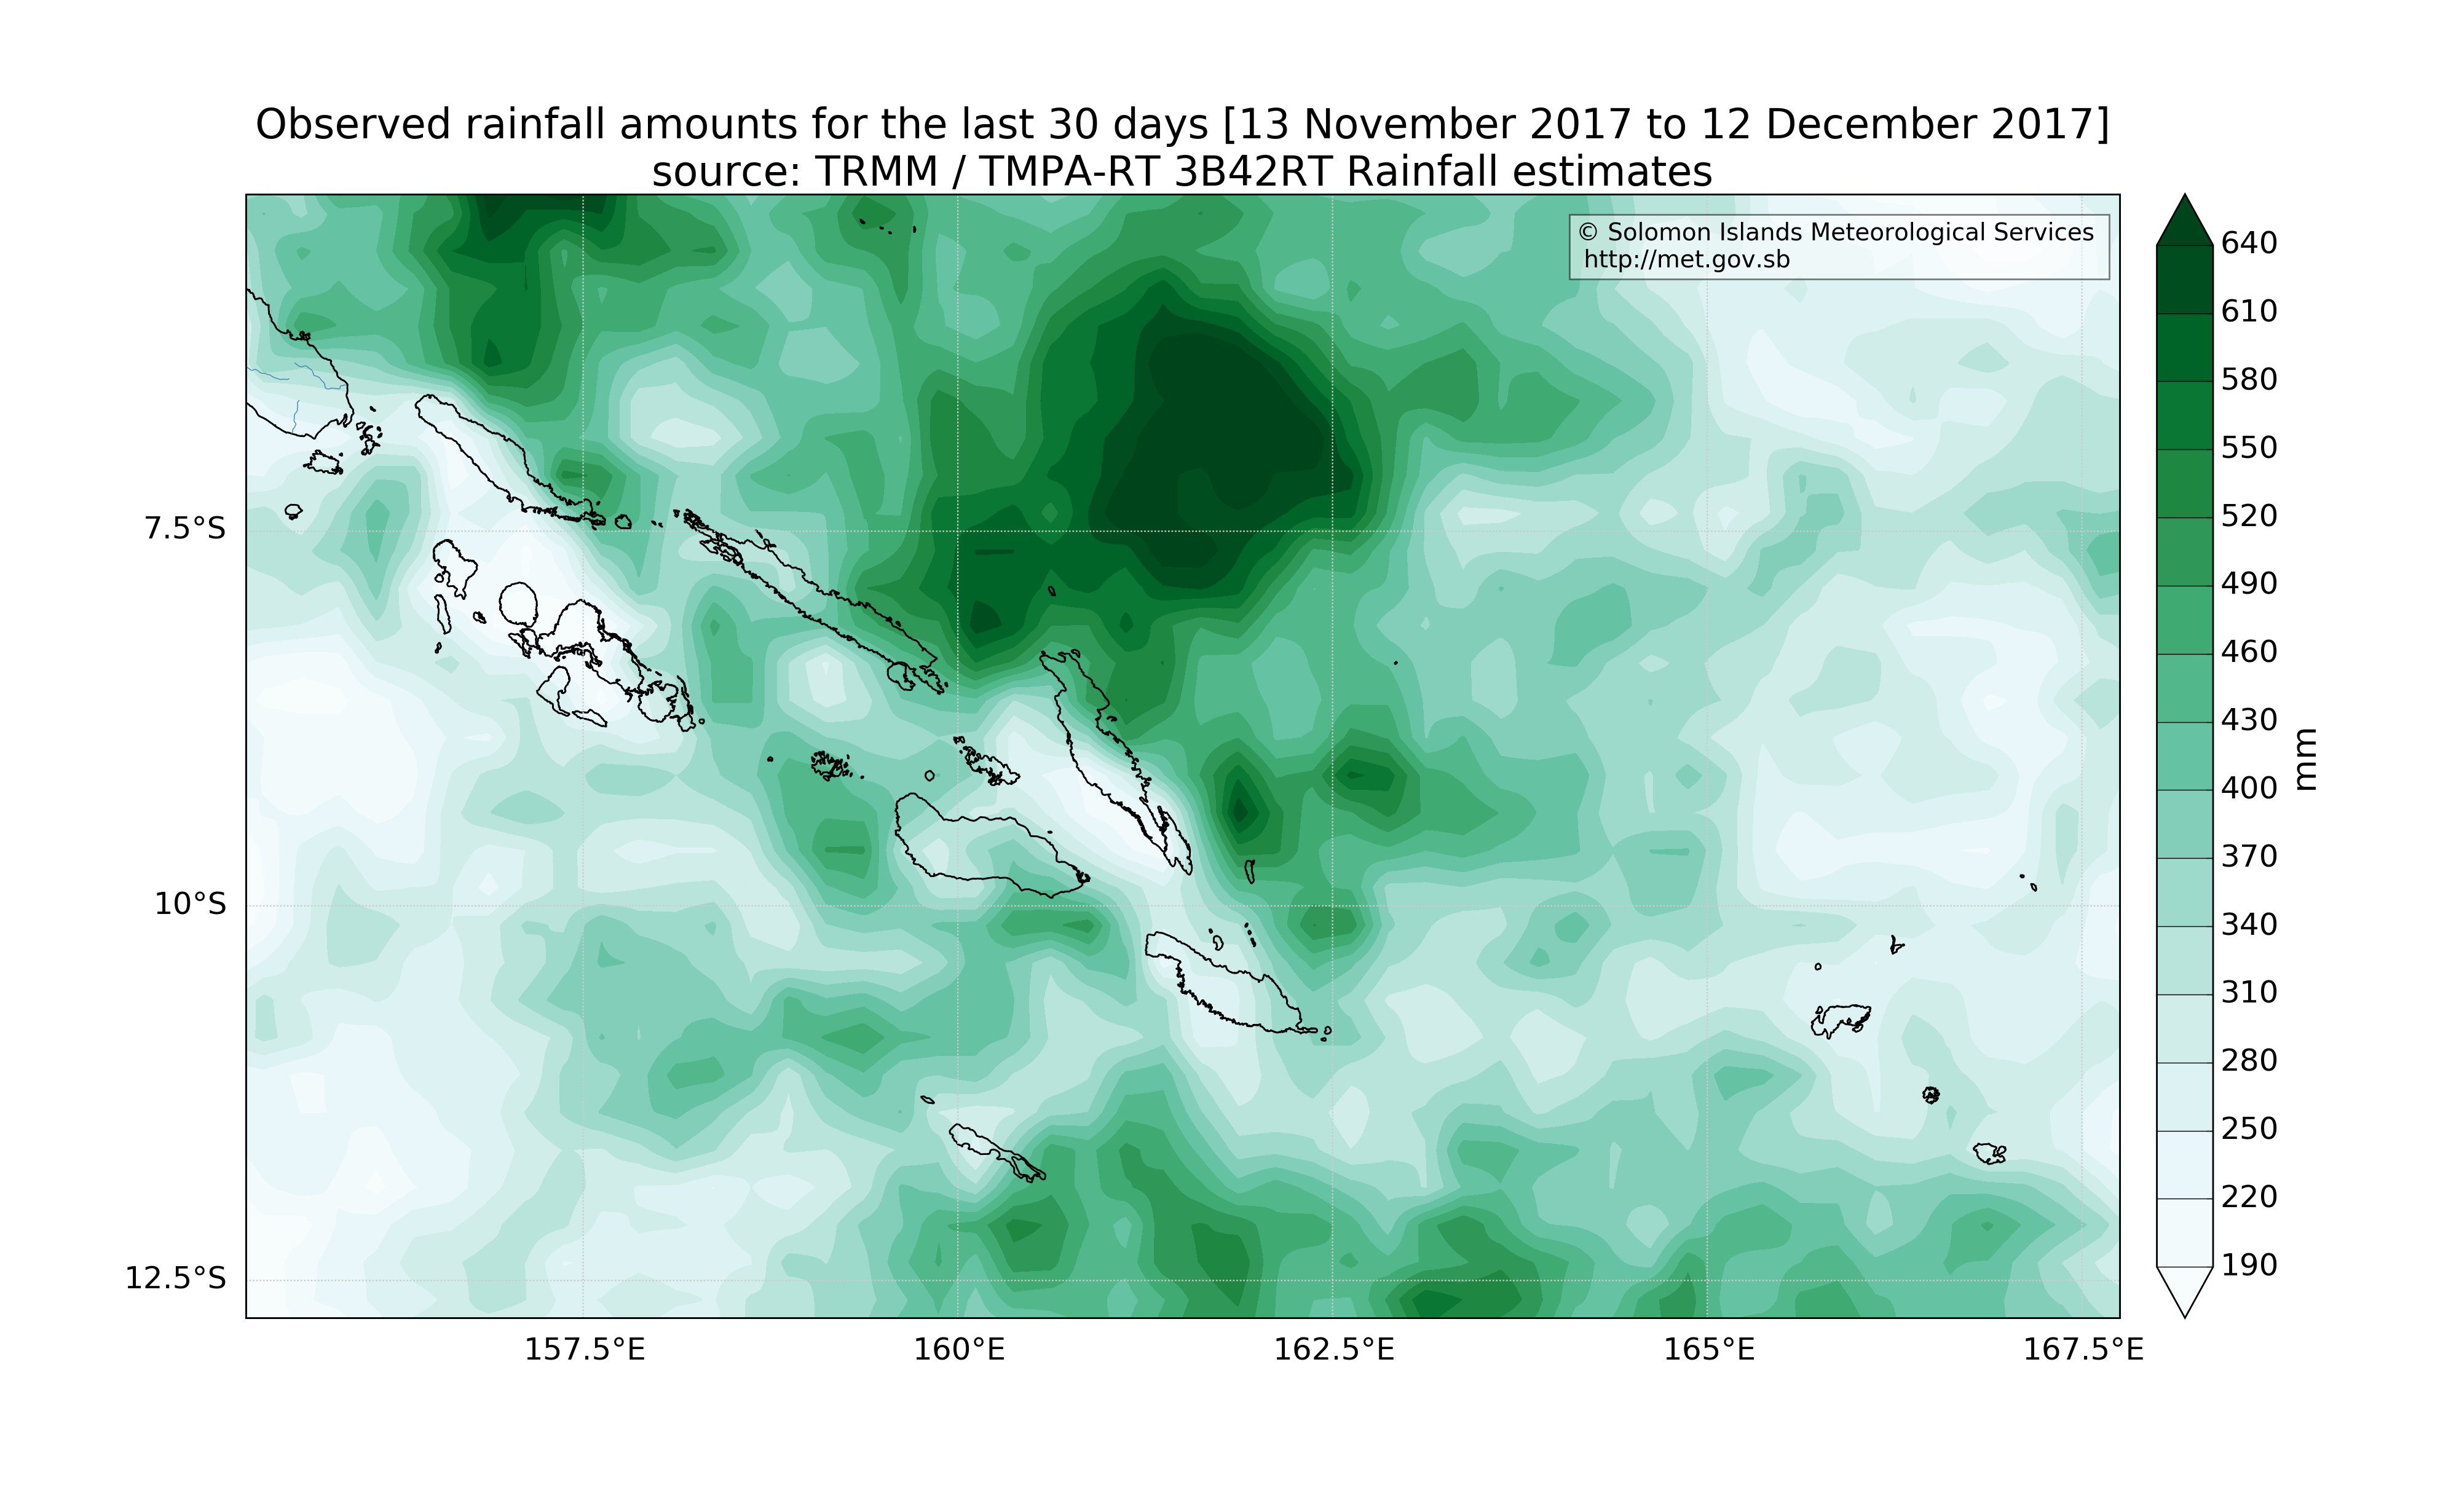 Observed rainfall amounts for the last 30 days [13 November 2017 to 12 December 2017]
source: TRMM / TMPA-RT 3B42RT Rainfall estimates
© Solomon Islands Meteorological Services
http://met.gov.sb
7.5°S
10°S
12.5°S
157.5°E
160°E
162.5°E
165°E
167.5°E
640
610
580
550
520
490
460
430
400
370
340
310
280
250
220
190
mm